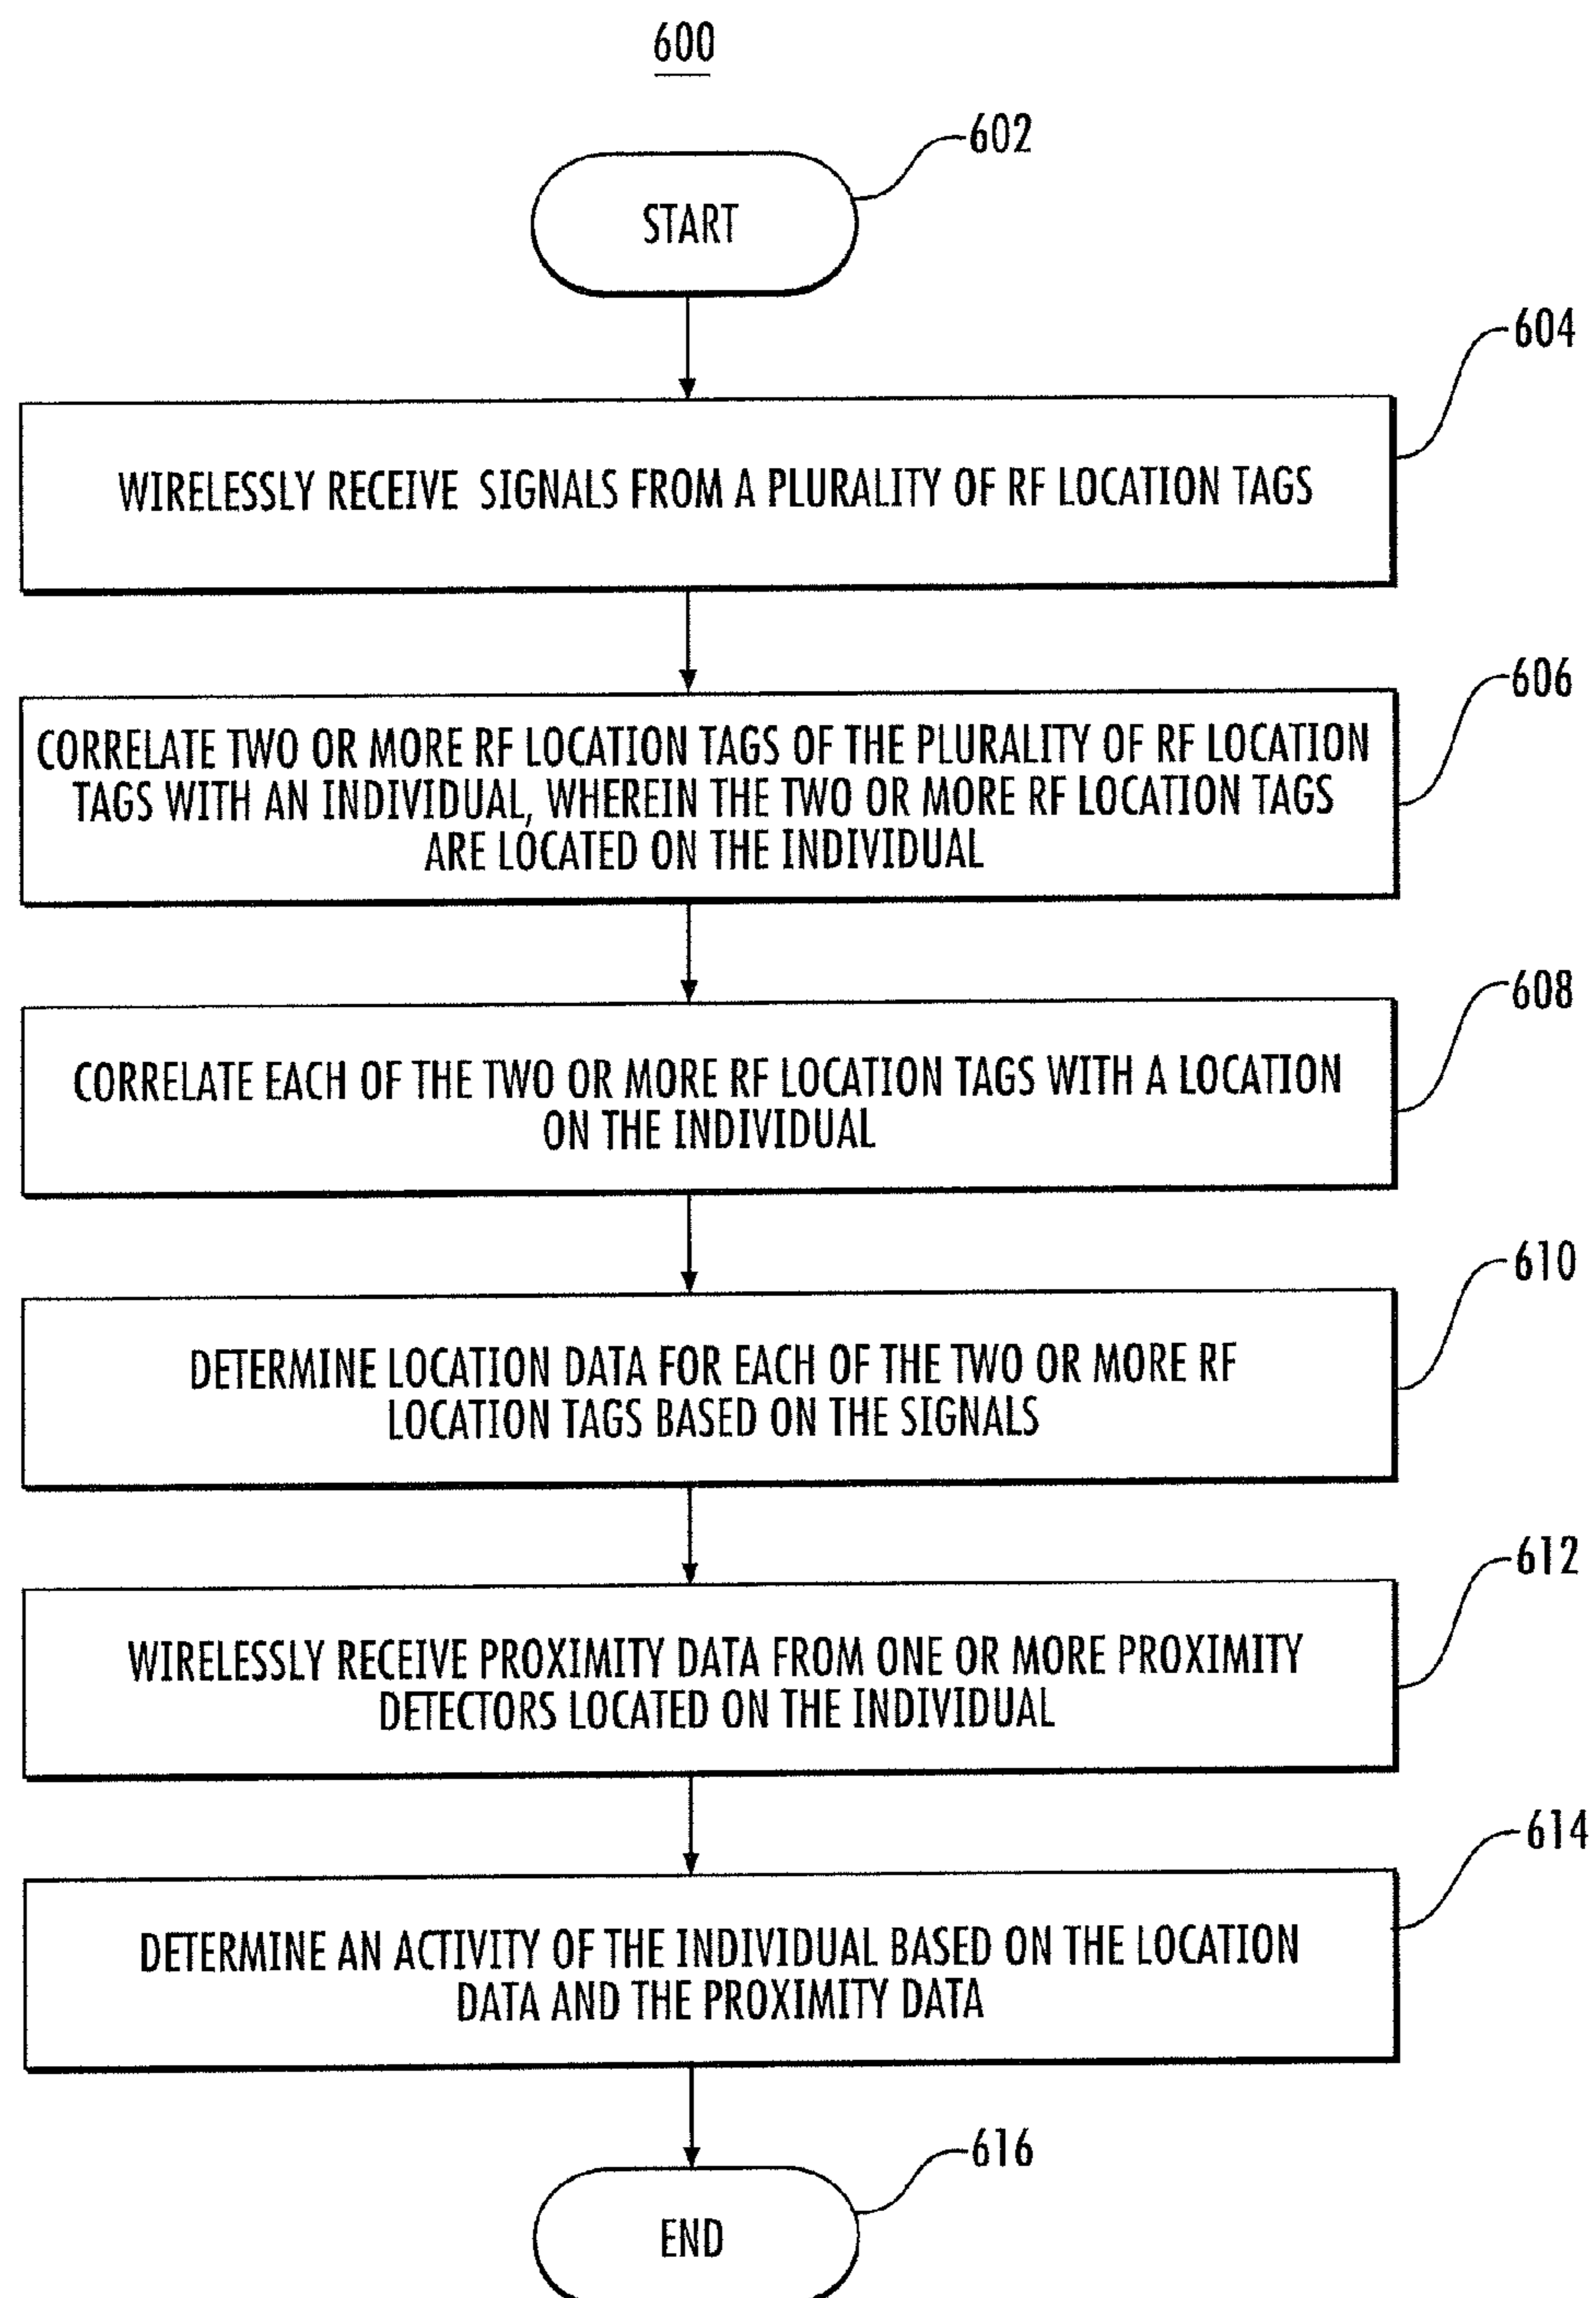 600
602
START
604
WIRELESSLY RECEIVE SIGNALS FROM A PLURALITY OF RF LOCATION TAGS
606
CORRELATE TWO OR MORE RF LOCATION TAGS OF THE PLURALITY OF RF LOCATION
TAGS WITH AN INDIVIDUAL, WHEREIN THE TWO OR MORE RF LOCATION TAGS
ARE LOCATED ON THE INDIVIDUAL
608
CORRELATE EACH OF THE TWO OR MORE RF LOCATION TAGS WITH A LOCATION
ON THE INDIVIDUAL
610
DETERMINE LOCATION DATA FOR EACH OF THE TWO OR MORE RF
LOCATION TAGS BASED ON THE SIGNALS
612
WIRELESSLY RECEIVE PROXIMITY DATA FROM ONE OR MORE PROXIMITY
DETECTORS LOCATED ON THE INDIVIDUAL
614
DETERMINE AN ACTIVITY OF THE INDIVIDUAL BASED ON THE LOCATION
DATA AND THE PROXIMITY DATA
616
END